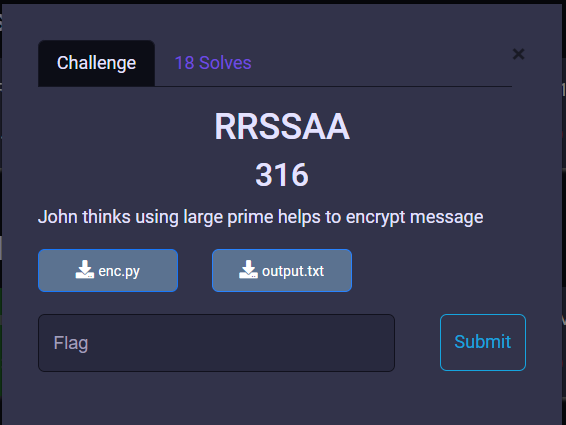 Challenge
18 Solves
×
RRSSAA
316
John thinks using large prime helps to encrypt message
enc.py
output.txt
Flag
Submit